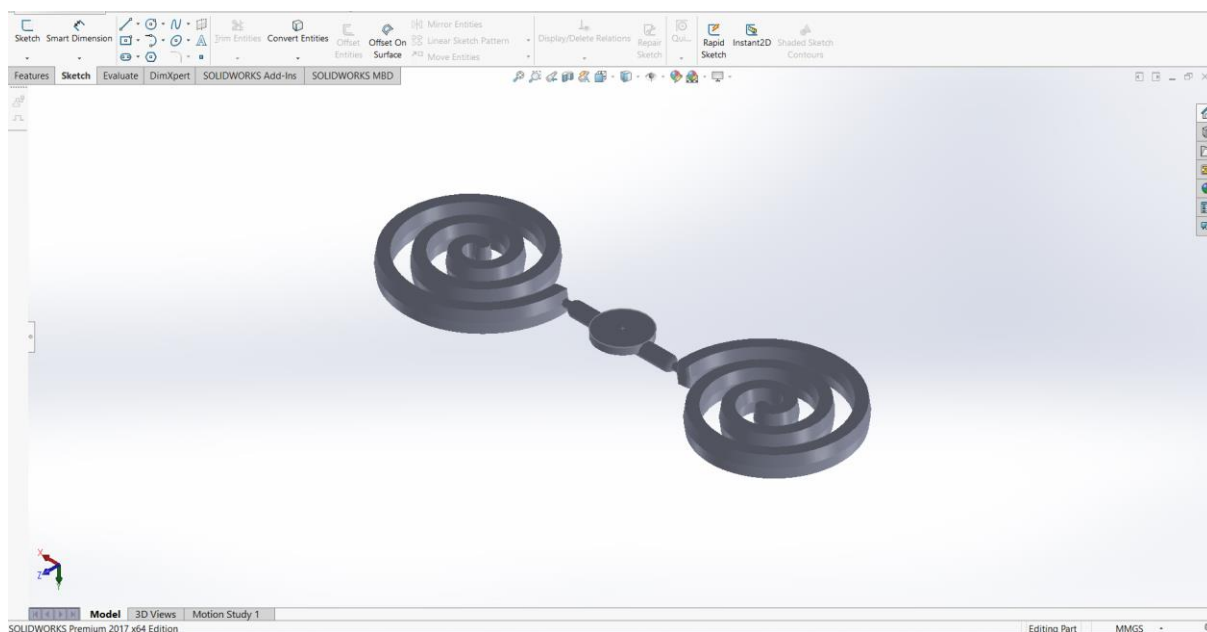 Sketch Smart Dimension Trim Entities Convert Entities Offset Entities Offset On Surface Mirror Entities
Linear Sketch Pattern
Move Entities
Display/Delete Relations Repair Sketch Qui... Rapid Sketch Instant2D Shaded Sketch Contours
Features Sketch Evaluate DimXpert SOLIDWORKS Add-Ins SOLIDWORKS MBD
X
Z
Y
Model 3D Views Motion Study 1
SOLIDWORKS Premium 2017 x64 Edition Editing Part MMGS